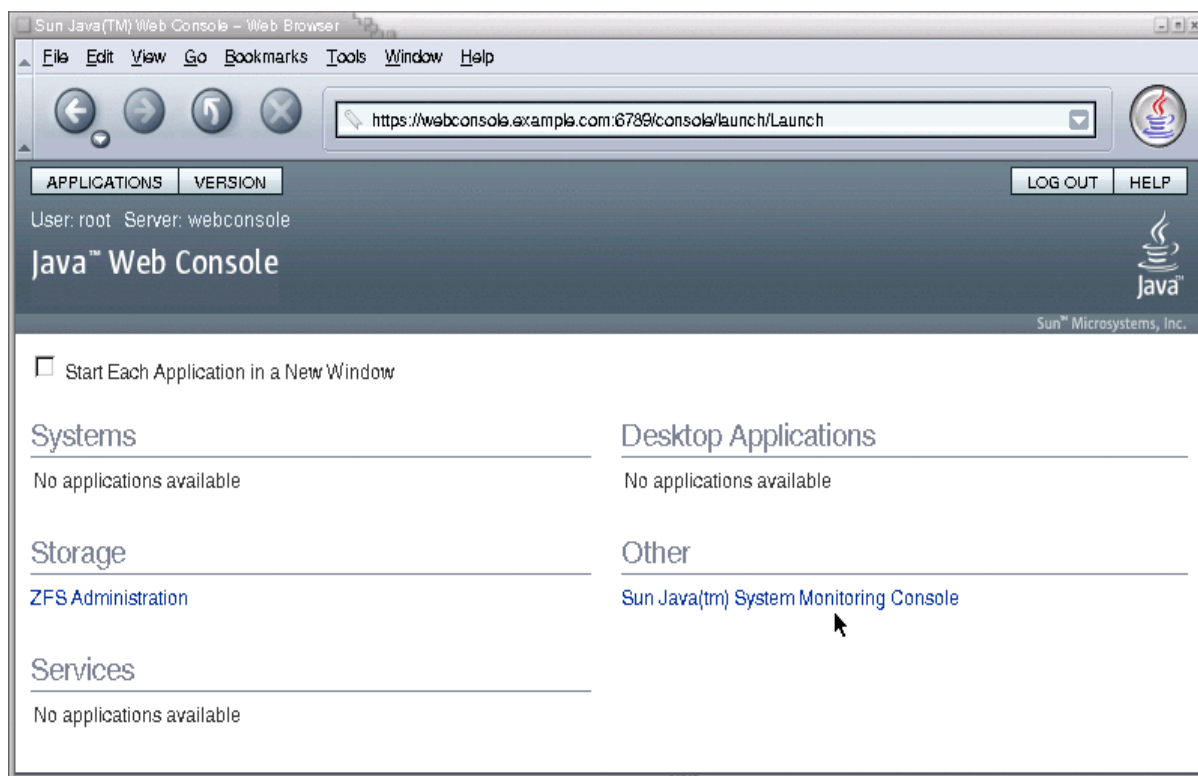 Sun Java(TM) Web Console – Web Browser
File Edit View Go Bookmarks Tools Window Help
https://webconsole.example.com:6789/console/launch/Launch
APPLICATIONS VERSION LOG OUT HELP
User: root Server: webconsole
Java™ Web Console
Java™
Sun™ Microsystems, Inc.
Start Each Application in a New Window
Systems
No applications available
Desktop Applications
No applications available
Storage
ZFS Administration
Other
Sun Java(tm) System Monitoring Console
Services
No applications available